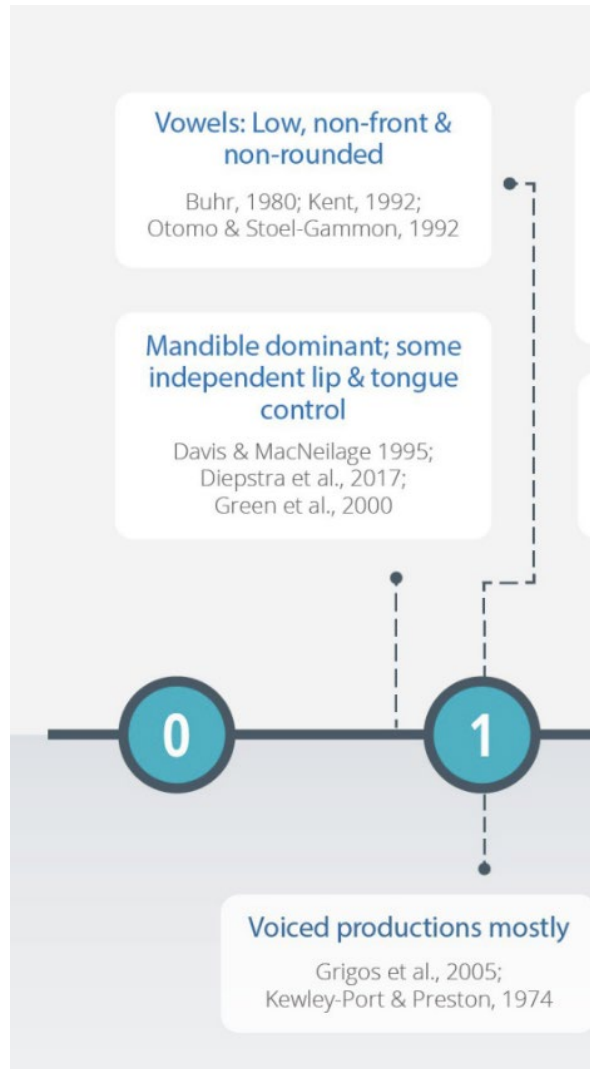 Vowels: Low, non-front &
non-rounded
Buhr, 1980; Kent, 1992;
Otomo & Stoel-Gammon, 1992
Mandible dominant; some
independent lip & tongue
control
Davis & MacNeilage 1995;
Diepstra et al., 2017;
Green et al., 2000
0
1
Voiced productions mostly
Grigos et al., 2005;
Kewley-Port & Preston, 1974